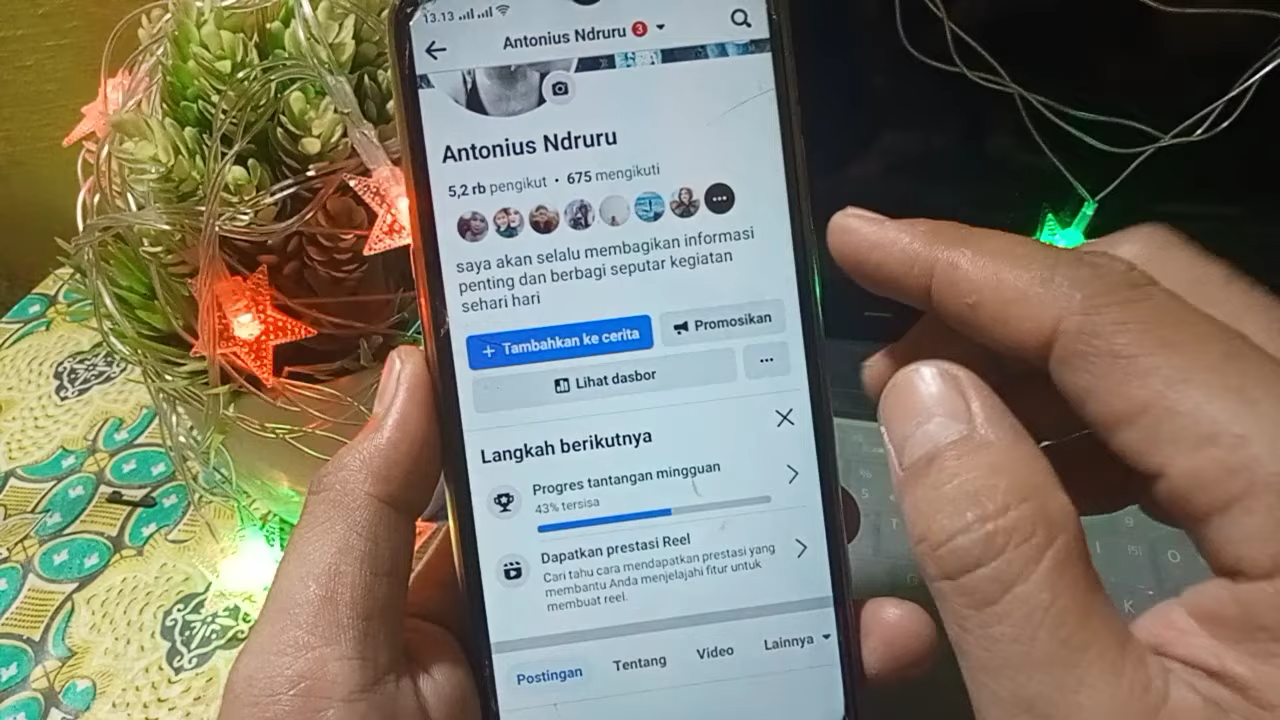 13.13
Antonius Ndruru 3
Antonius Ndruru
5,2 rb pengikut • 675 mengikuti
saya akan selalu membagikan informasi
penting dan berbagi seputar kegiatan
sehari hari
+ Tambahkan ke cerita
Promosikan
Lihat dasbor
Langkah berikutnya
Progres tantangan mingguan
43% tersisa
Dapatkan prestasi Reel
Cari tahu cara mendapatkan prestasi yang
membantu Anda menjelajahi fitur untuk
membuat reel.
Postingan Tentang Video Lainnya